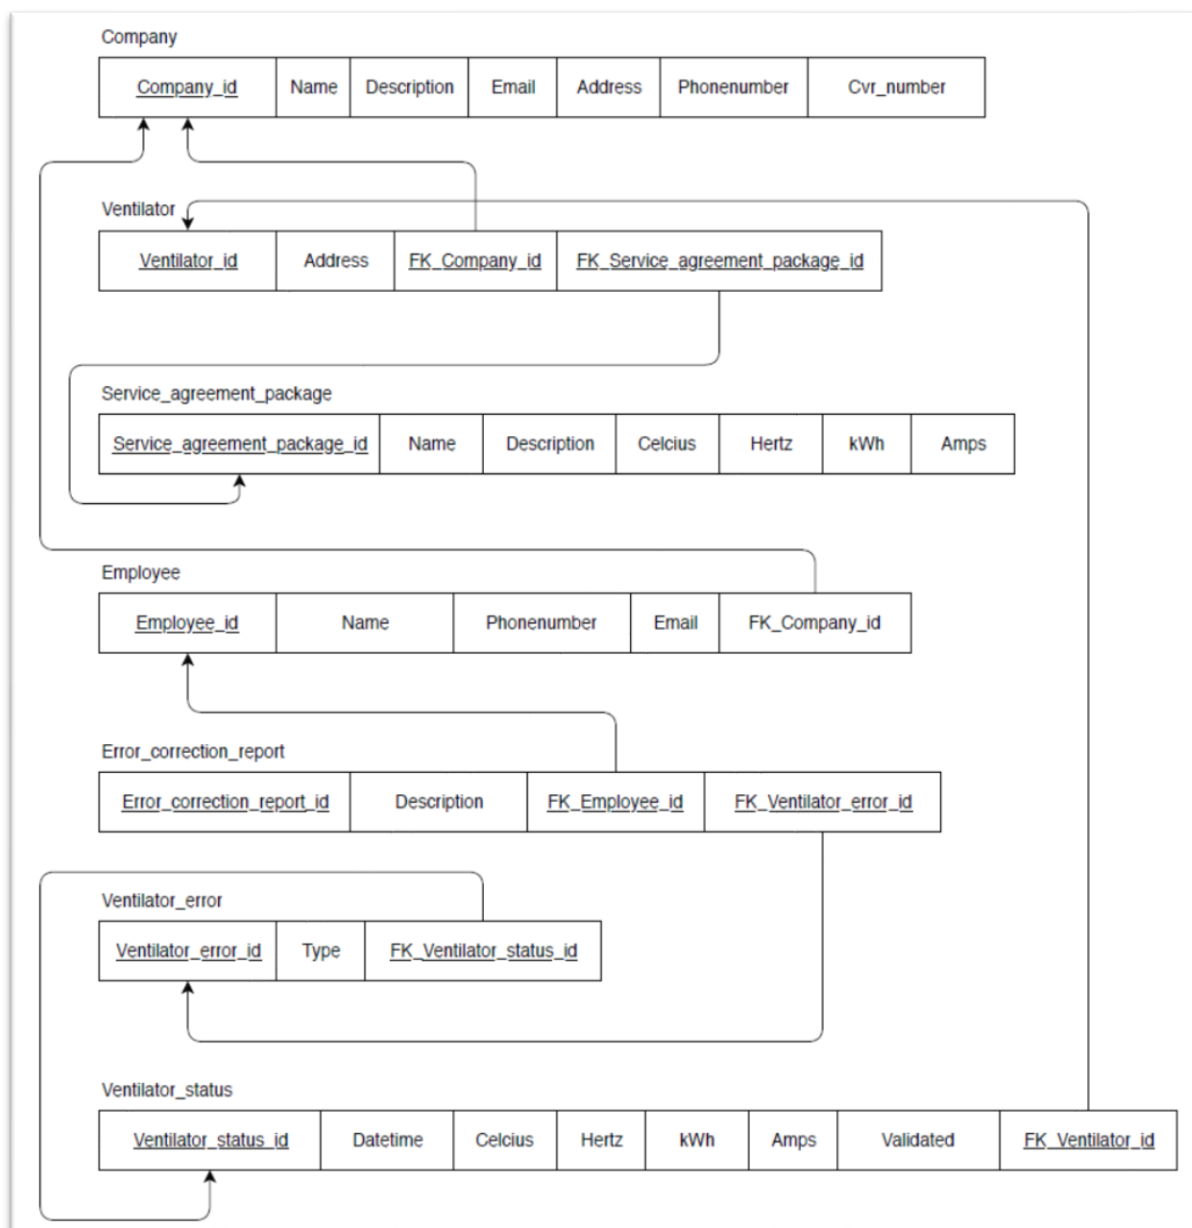 Company
Company_id Name Description Email Address Phonenumber Cvr_number
Ventilator
Ventilator_id Address FK_Company_id FK_Service_agreement_package_id
Service_agreement_package
Service_agreement_package_id Name Description Celcius Hertz kWh Amps
Employee
Employee_id Name Phonenumber Email FK_Company_id
Error_correction_report
Error_correction_report_id Description FK_Employee_id FK_Ventilator_error_id
Ventilator_error
Ventilator_error_id Type FK_Ventilator_status_id
Ventilator_status
Ventilator_status_id Datetime Celcius Hertz kWh Amps Validated FK_Ventilator_id